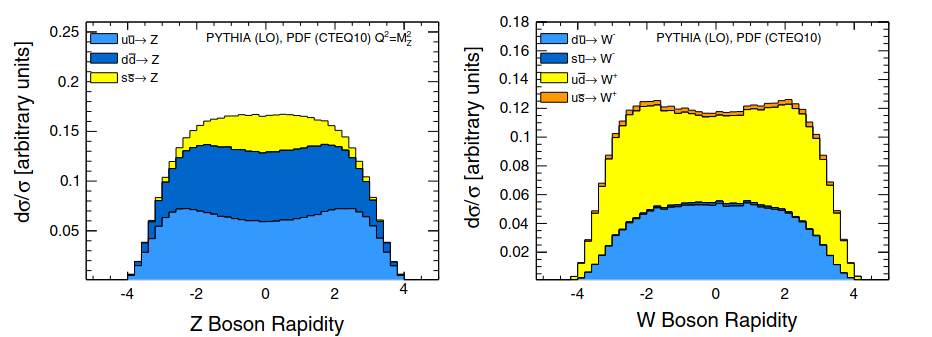 0.25
0.2
0.15
0.1
0.05
dσ/σ [arbitrary units]
uū→ Z
dd̄→ Z
ss̄→ Z
PYTHIA (LO), PDF (CTEQ10) Q²=M²_Z
-4 -2 0 2 4
Z Boson Rapidity
0.18
0.16
0.14
0.12
0.1
0.08
0.06
0.04
0.02
dσ/σ [arbitrary units]
dū→ W⁻
sū→ W⁻
ud̄→ W⁺
us̄→ W⁺
PYTHIA (LO), PDF (CTEQ10)
-4 -2 0 2 4
W Boson Rapidity